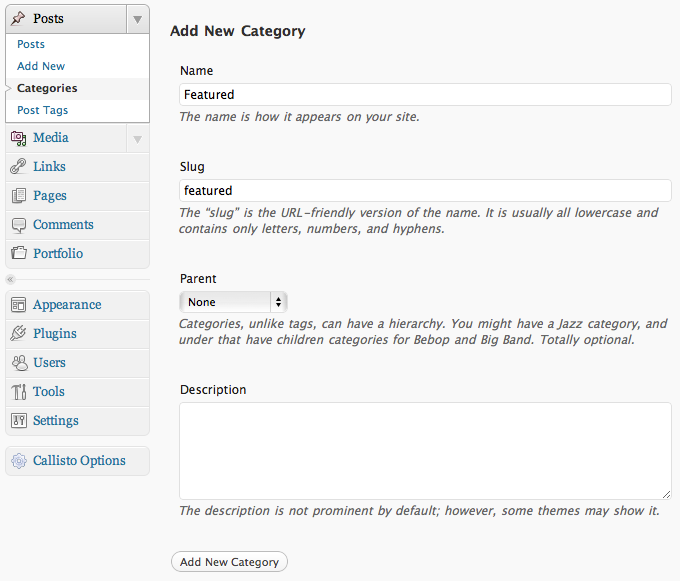 Posts
Posts
Add New
Categories
Post Tags
Media
Links
Pages
Comments
Portfolio
Appearance
Plugins
Users
Tools
Settings
Callisto Options
Add New Category
Name
Featured
The name is how it appears on your site.
Slug
featured
The “slug” is the URL-friendly version of the name. It is usually all lowercase and
contains only letters, numbers, and hyphens.
Parent
None
Categories, unlike tags, can have a hierarchy. You might have a Jazz category, and
under that have children categories for Bebop and Big Band. Totally optional.
Description
The description is not prominent by default; however, some themes may show it.
Add New Category